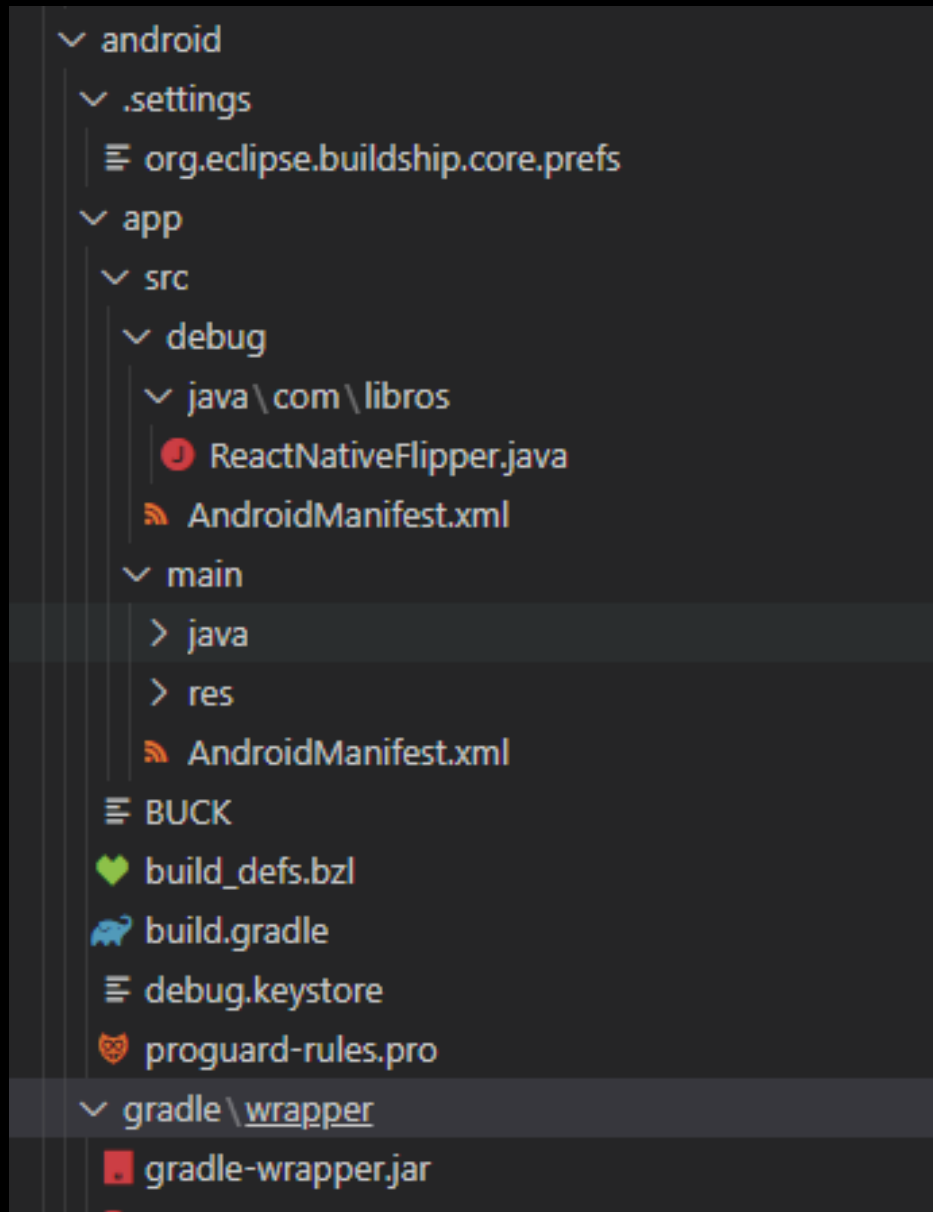 android
.settings
org.eclipse.buildship.core.prefs
app
src
debug
java\com\libros
ReactNativeFlipper.java
AndroidManifest.xml
main
java
res
AndroidManifest.xml
BUCK
build_defs.bzl
build.gradle
debug.keystore
proguard-rules.pro
gradle\wrapper
gradle-wrapper.jar